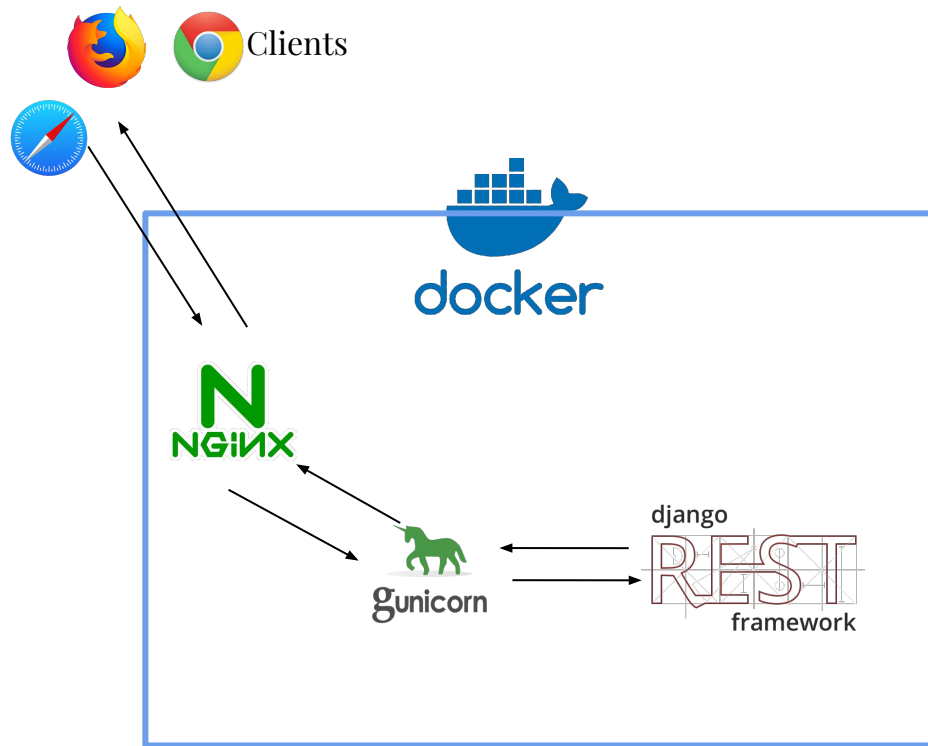 Clients
docker
N
NGiNX
gunicorn
django
REST
framework